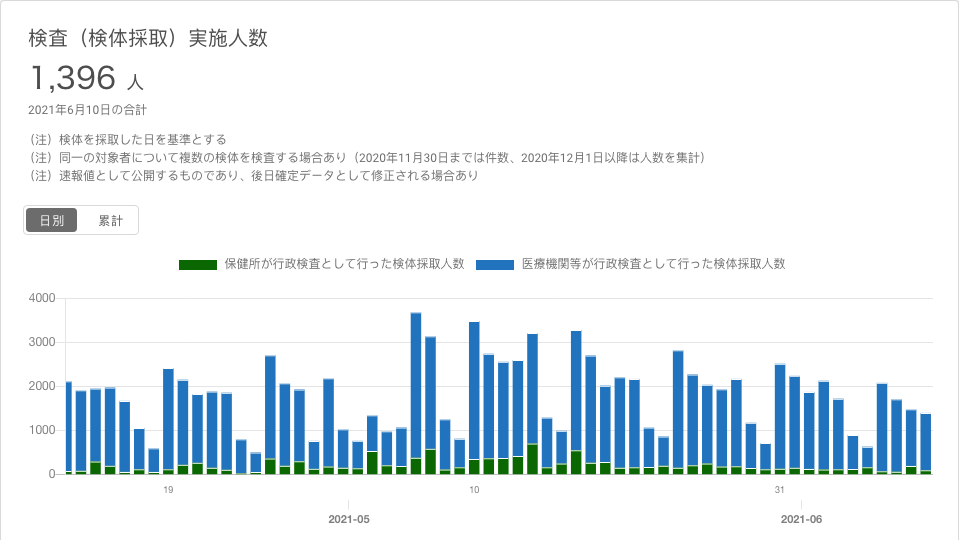 検査（検体採取）実施人数
1,396 人
2021年6月10日の合計
（注）検体を採取した日を基準とする
（注）同一の対象者について複数の検体を検査する場合あり（2020年11月30日までは件数、2020年12月1日以降は人数を集計）
（注）速報値として公開するものであり、後日確定データとして修正される場合あり
日別 累計
保健所が行政検査として行った検体採取人数 医療機関等が行政検査として行った検体採取人数
4000
3000
2000
1000
0
19 10 31
2021-05 2021-06